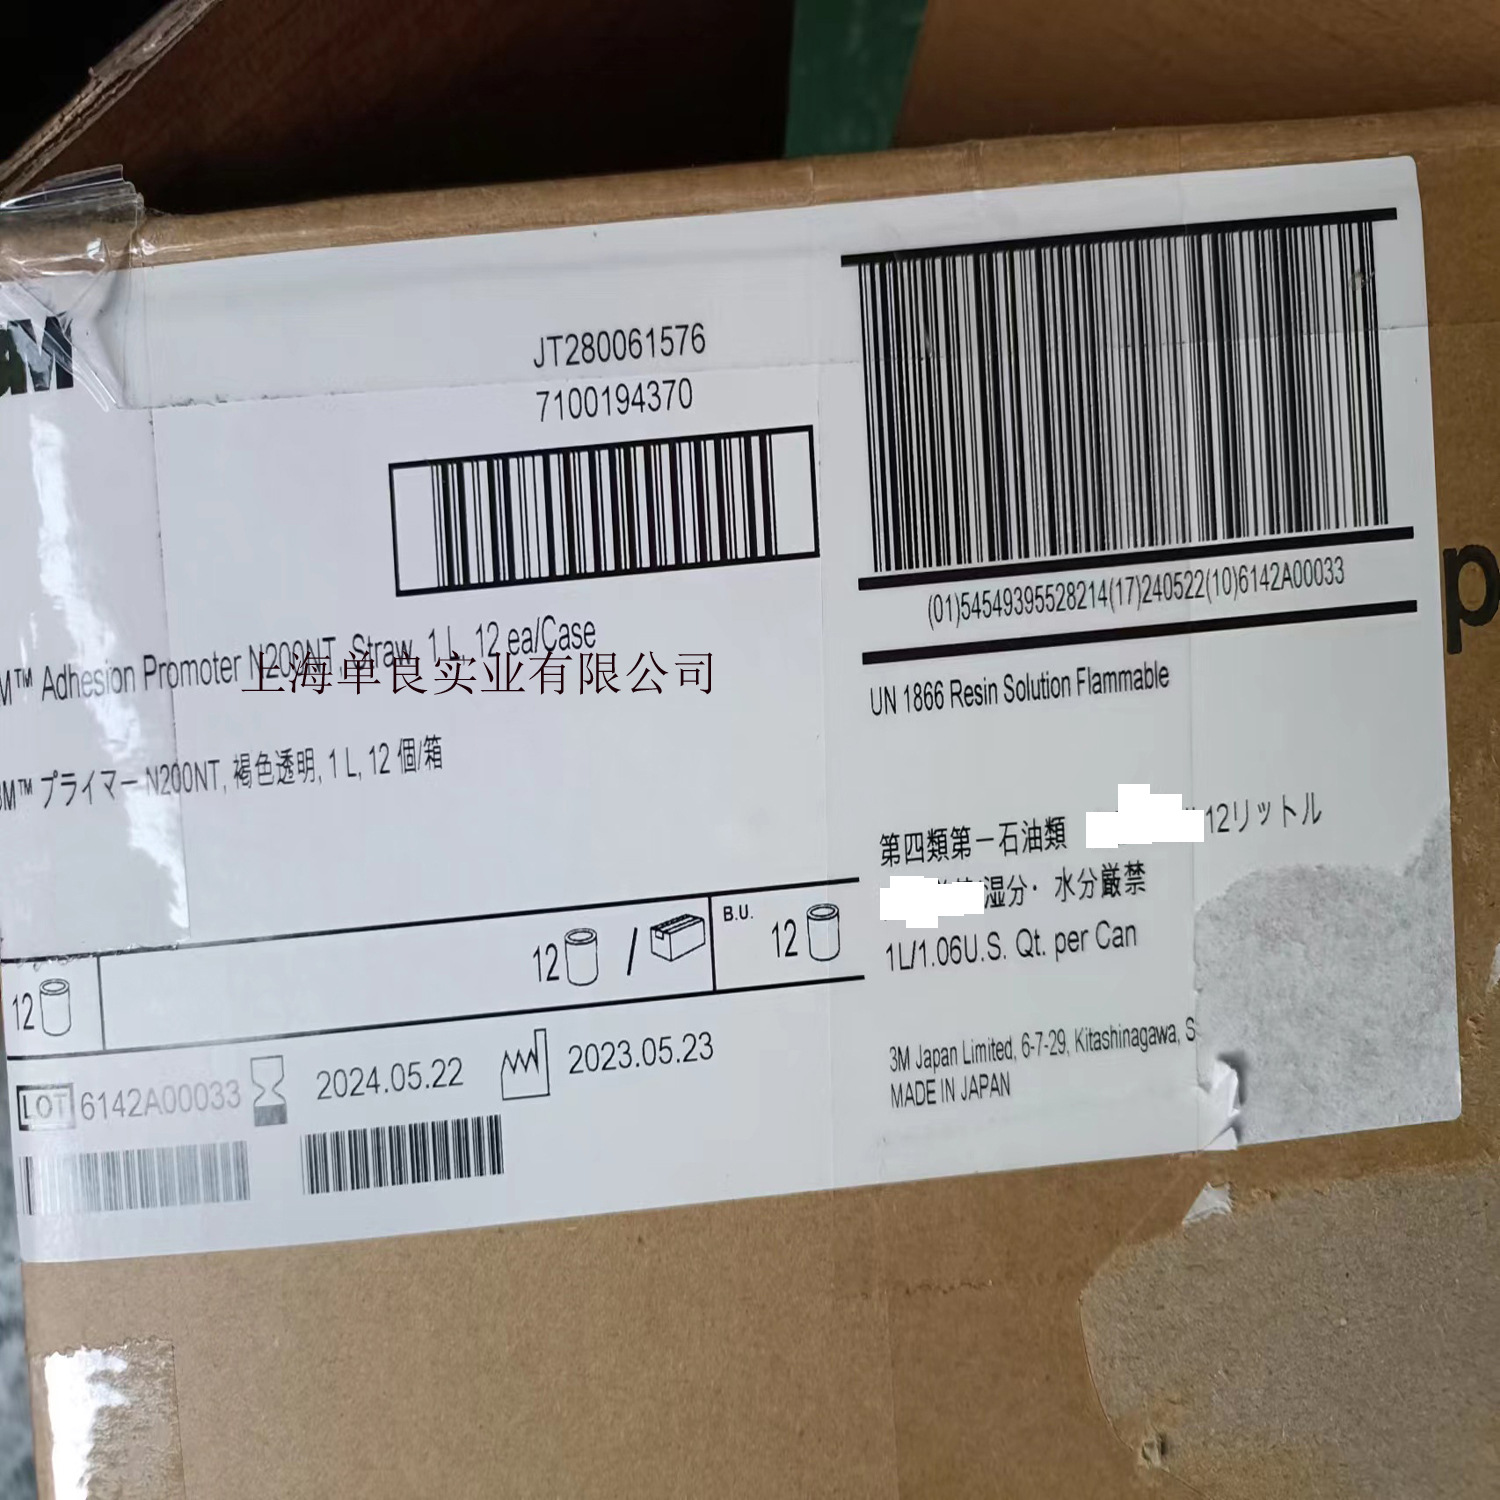 3M
JT280061576
7100194370
M™ Adhesion Promoter N200NT, Straw, 1 L, 12 ea/Case
上海单良实业有限公司
3M™ プライマー N200NT, 褐色透明, 1 L, 12 個/箱
12
12 /
B.U. 12
LOT 6142A00033
2024.05.22
2023.05.23
(01)54549395528214(17)240522(10)6142A00033
UN 1866 Resin Solution Flammable
第四類第一石油類 12リットル
湿分・水分厳禁
1L/1.06U.S. Qt. per Can
3M Japan Limited, 6-7-29, Kitashinagawa, S
MADE IN JAPAN
p